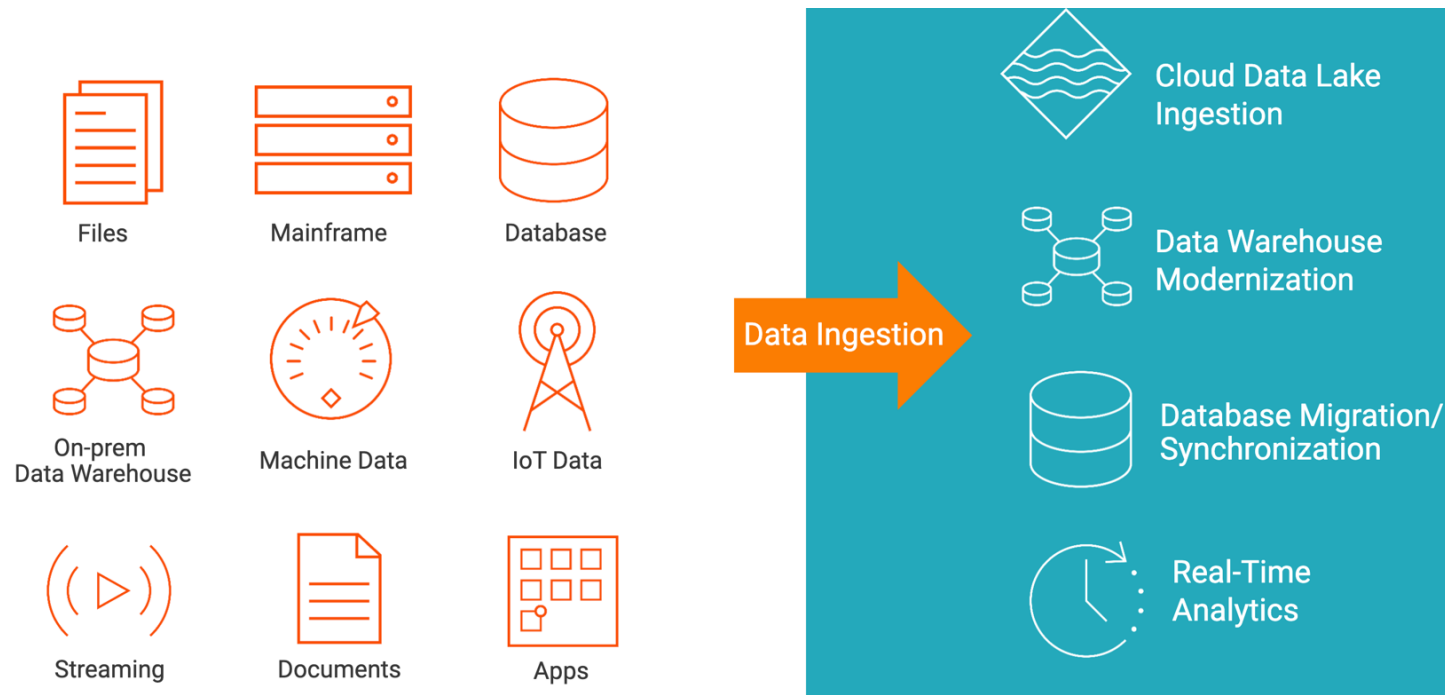 Files
Mainframe
Database
On-prem
Data Warehouse
Machine Data
IoT Data
Streaming
Documents
Apps
Data Ingestion
Cloud Data Lake
Ingestion
Data Warehouse
Modernization
Database Migration/
Synchronization
Real-Time
Analytics